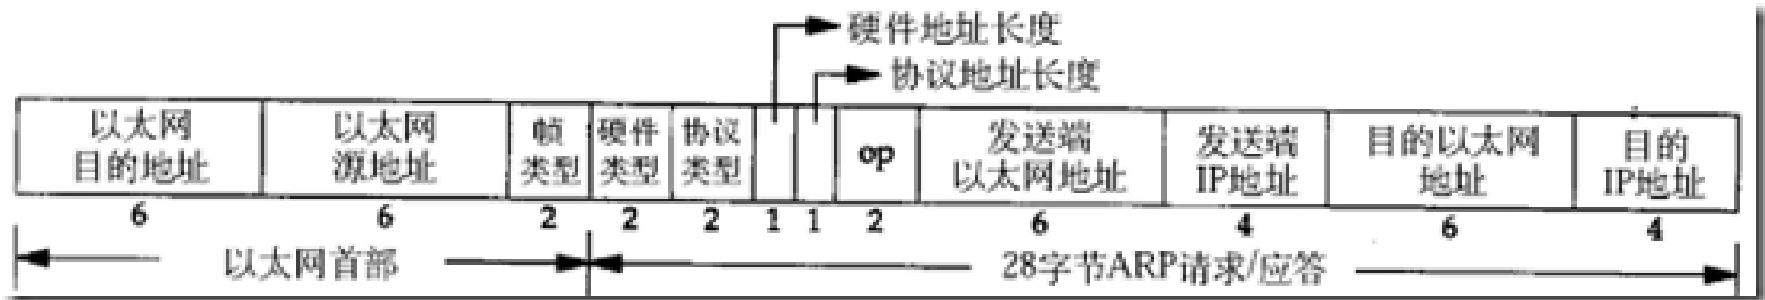 硬件地址长度
协议地址长度
以太网
目的地址
以太网
源地址
帧
类型
硬件
类型
协议
类型
op
发送端
以太网地址
发送端
IP地址
目的以太网
地址
目的
IP地址
6
6
2
2
2
1
1
2
6
4
6
4
以太网首部
28字节ARP请求/应答